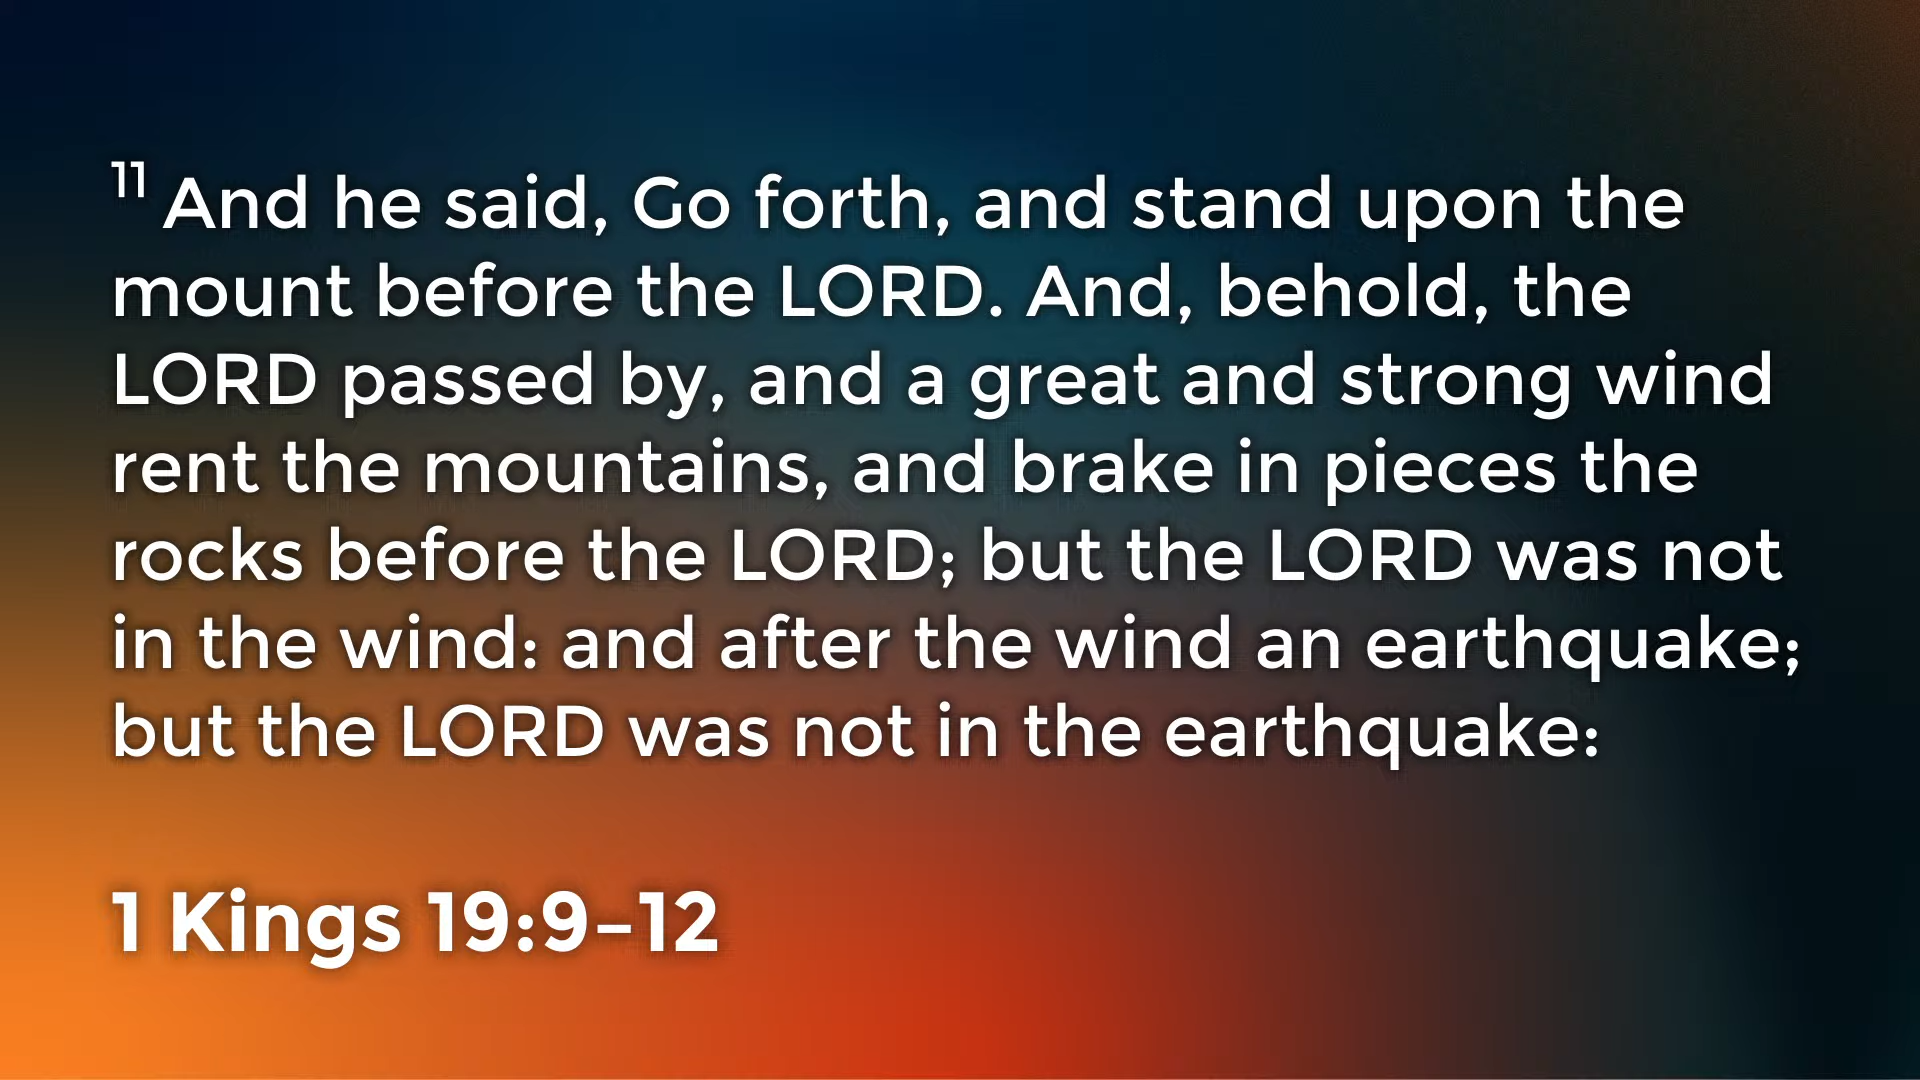 11 And he said, Go forth, and stand upon the
mount before the LORD. And, behold, the
LORD passed by, and a great and strong wind
rent the mountains, and brake in pieces the
rocks before the LORD; but the LORD was not
in the wind: and after the wind an earthquake;
but the LORD was not in the earthquake:
1 Kings 19:9–12